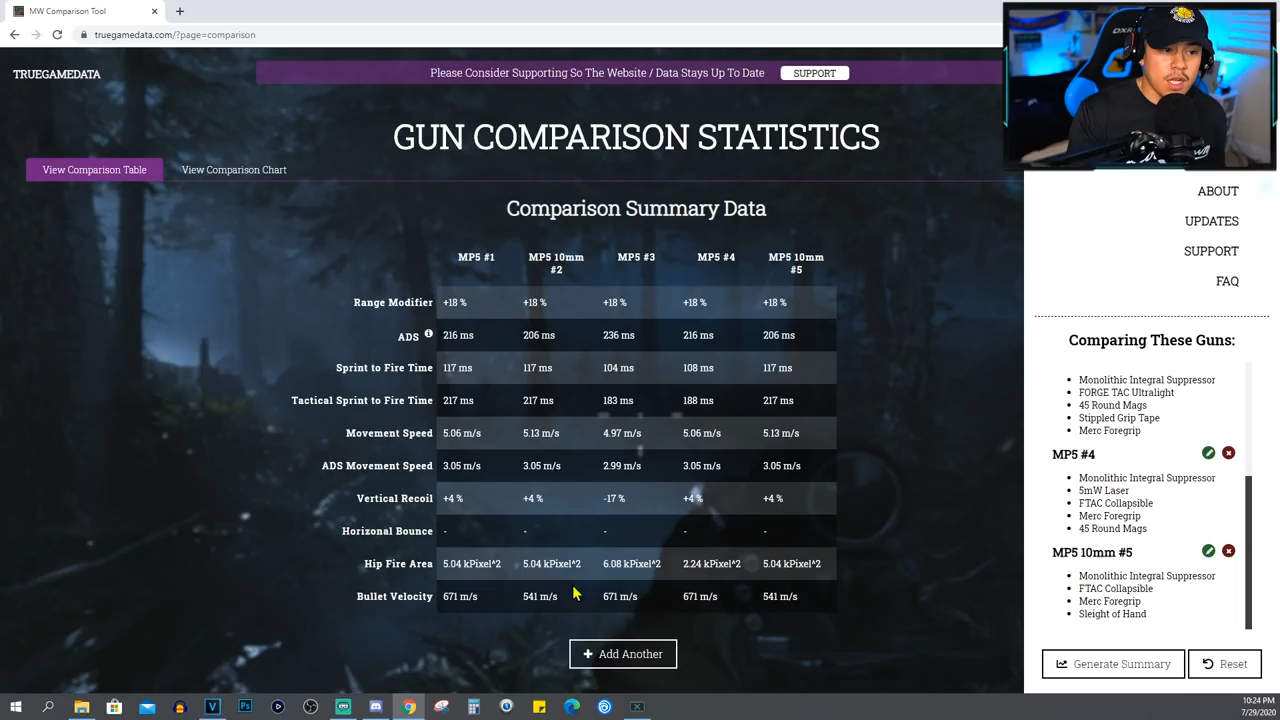 MW Comparison Tool
truegamedata.com/?page=comparison
TRUEGAMEDATA
Please Consider Supporting So The Website / Data Stays Up To Date
SUPPORT
GUN COMPARISON STATISTICS
View Comparison Table
View Comparison Chart
Comparison Summary Data
MP5 #1 MP5 10mm #2 MP5 #3 MP5 #4 MP5 10mm #5
Range Modifier +18 % +18 % +18 % +18 % +18 %
ADS 216 ms 206 ms 236 ms 216 ms 206 ms
Sprint to Fire Time 117 ms 117 ms 104 ms 108 ms 117 ms
Tactical Sprint to Fire Time 217 ms 217 ms 183 ms 188 ms 217 ms
Movement Speed 5.06 m/s 5.13 m/s 4.97 m/s 5.06 m/s 5.13 m/s
ADS Movement Speed 3.05 m/s 3.05 m/s 2.99 m/s 3.05 m/s 3.05 m/s
Vertical Recoil +4 % +4 % -17 % +4 % +4 %
Horizonal Bounce - - - - -
Hip Fire Area 5.04 kPixel^2 5.04 kPixel^2 6.08 kPixel^2 2.24 kPixel^2 5.04 kPixel^2
Bullet Velocity 671 m/s 541 m/s 671 m/s 671 m/s 541 m/s
+ Add Another
ABOUT
UPDATES
SUPPORT
FAQ
Comparing These Guns:
Monolithic Integral Suppressor
FORGE TAC Ultralight
45 Round Mags
Stippled Grip Tape
Merc Foregrip
MP5 #4
Monolithic Integral Suppressor
5mW Laser
FTAC Collapsible
Merc Foregrip
45 Round Mags
MP5 10mm #5
Monolithic Integral Suppressor
FTAC Collapsible
Merc Foregrip
Sleight of Hand
Generate Summary
Reset
10:24 PM
7/29/2020